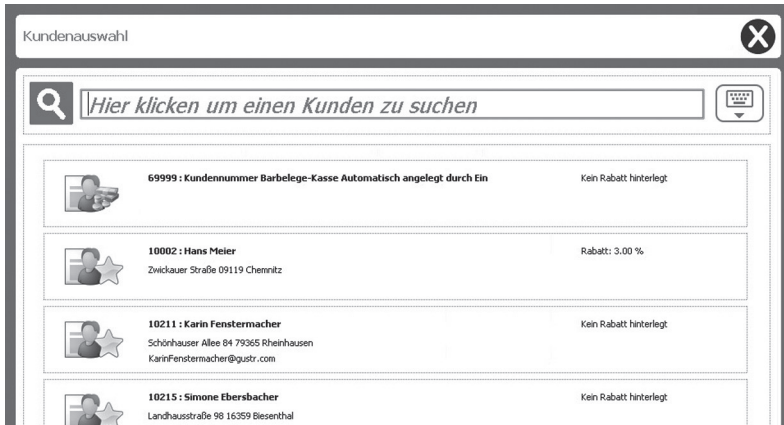 Kundenauswahl
Hier klicken um einen Kunden zu suchen
69999 : Kundennummer Barbelege-Kasse Automatisch angelegt durch Ein
Kein Rabatt hinterlegt
10002 : Hans Meier
Rabatt: 3.00 %
Zwickauer Straße 09119 Chemnitz
10211 : Karin Fenstermacher
Kein Rabatt hinterlegt
Schönhauser Allee 84 79365 Rheinhausen
KarinFenstermacher@gustr.com
10215 : Simone Ebersbacher
Kein Rabatt hinterlegt
Landhausstraße 98 16359 Biesenthal